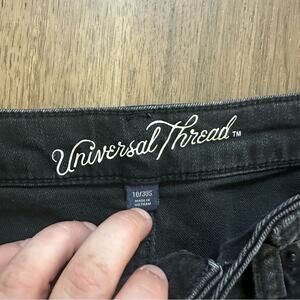 Universal Thread™
10/30S
MADE IN
VIETNAM